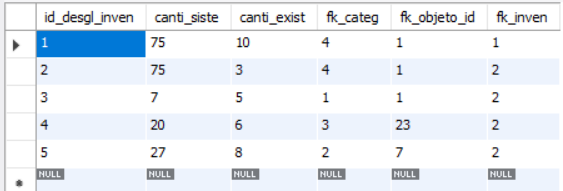 id_desgl_inven canti_siste canti_exist fk_categ fk_objeto_id fk_inven
1 75 10 4 1 1
2 75 3 4 1 2
3 7 5 1 1 2
4 20 6 3 23 2
5 27 8 2 7 2
NULL NULL NULL NULL NULL NULL